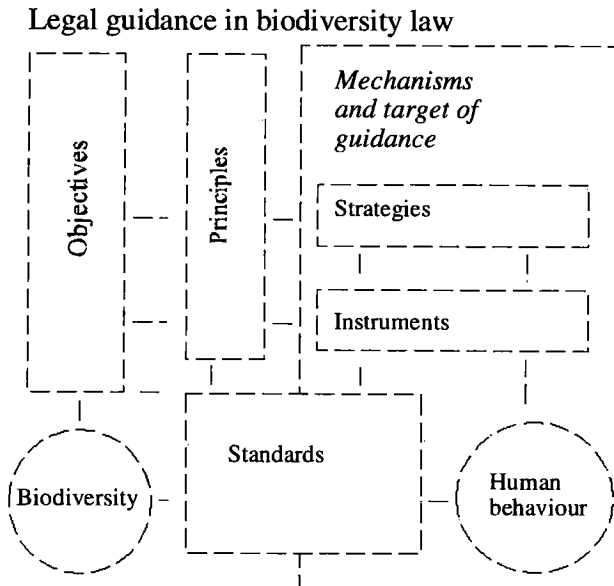 Legal guidance in biodiversity law
Objectives
Principles
Mechanisms
and target of
guidance
Strategies
Instruments
Standards
Biodiversity
Human
behaviour